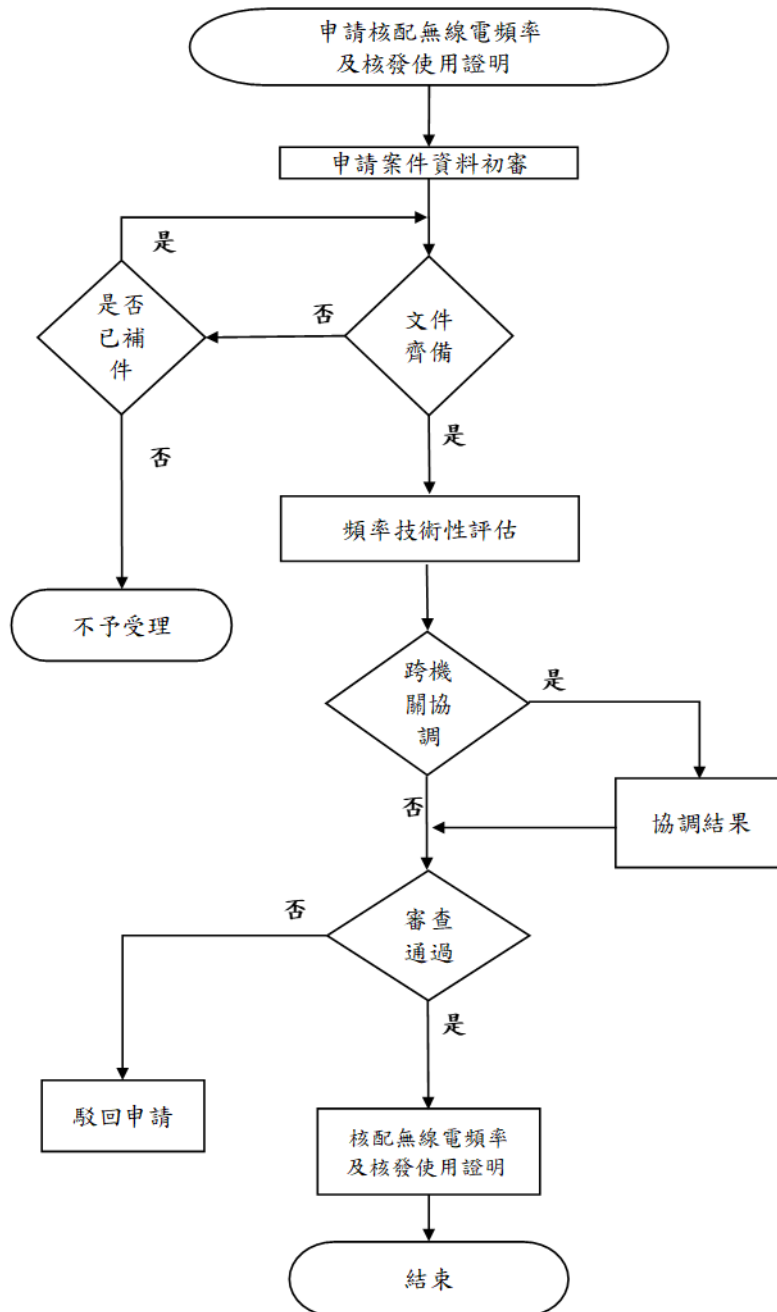 申請核配無線電頻率
及核發使用證明
申請案件資料初審
是
是否
已補
件
否
文件
齊備
否
是
頻率技術性評估
不予受理
跨機
關協
調
是
否
協調結果
否
審查
通過
是
駁回申請
核配無線電頻率
及核發使用證明
結束